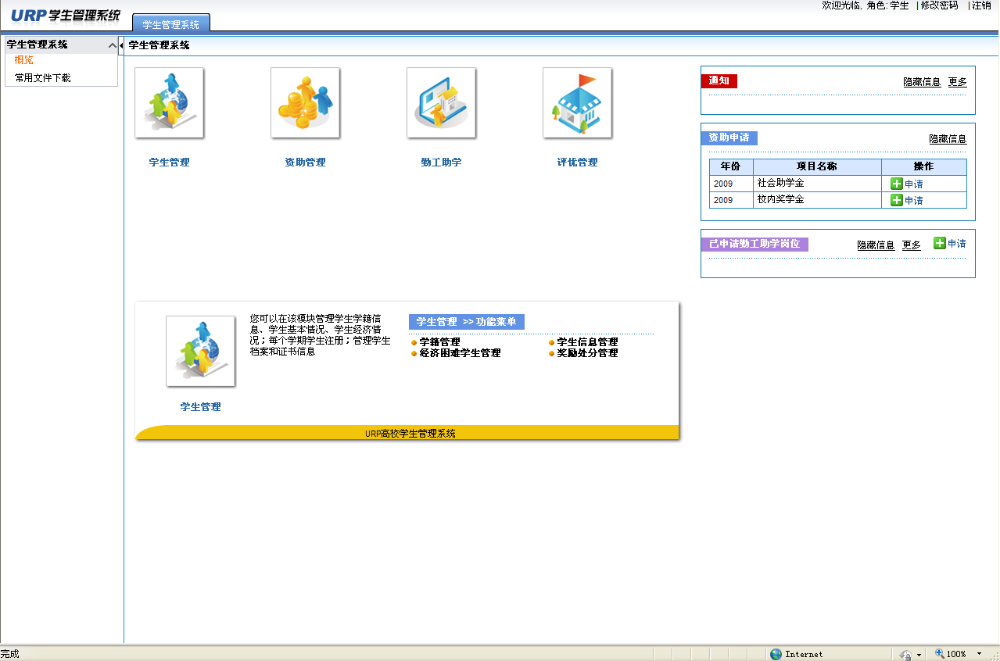 URP学生管理系统
学生管理系统
欢迎光临, 角色: 学生 |修改密码 |注销
学生管理系统
概览
常用文件下载
学生管理系统
学生管理
资助管理
勤工助学
评优管理
通知
隐藏信息 更多
资助申请
隐藏信息
年份 项目名称 操作
2009 社会助学金 申请
2009 校内奖学金 申请
已申请勤工助学岗位
隐藏信息 更多 申请
您可以在该模块管理学生学籍信
息、学生基本情况、学生经济情
况；每个学期学生注册；管理学生
档案和证书信息
学生管理
学生管理 >> 功能菜单
学籍管理 学生信息管理
经济困难学生管理 奖励处分管理
URP高校学生管理系统
完成
Internet
100%